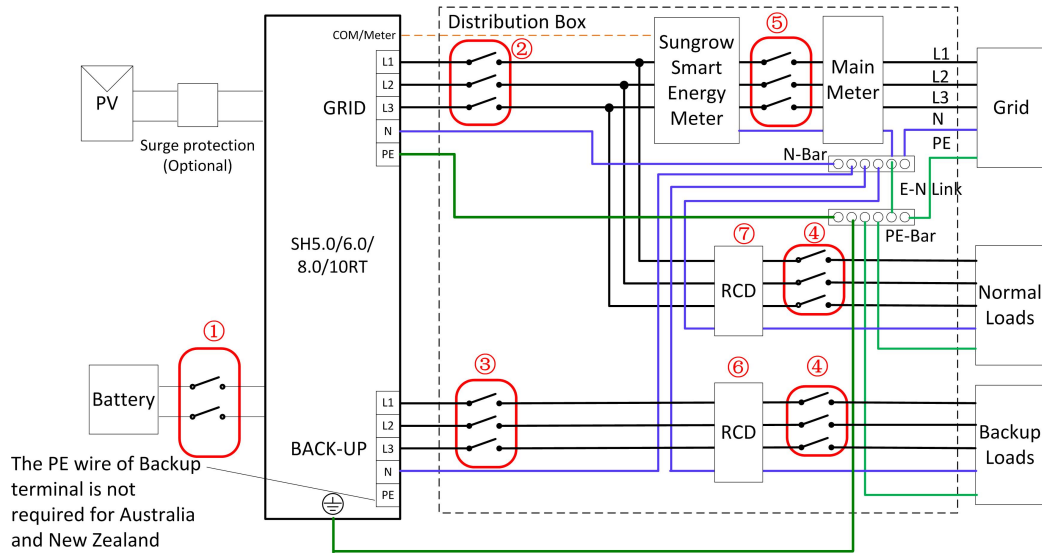 Distribution Box
COM/Meter
②
⑤
L1
L2
L3
N
PE
GRID
PV
Surge protection
(Optional)
Sungrow
Smart
Energy
Meter
Main
Meter
L1
L2
L3
N
PE
Grid
N-Bar
E-N Link
PE-Bar
SH5.0/6.0/
8.0/10RT
⑦
④
RCD
Normal
Loads
①
Battery
③
⑥
④
L1
L2
L3
N
PE
BACK-UP
RCD
Backup
Loads
The PE wire of Backup
terminal is not
required for Australia
and New Zealand